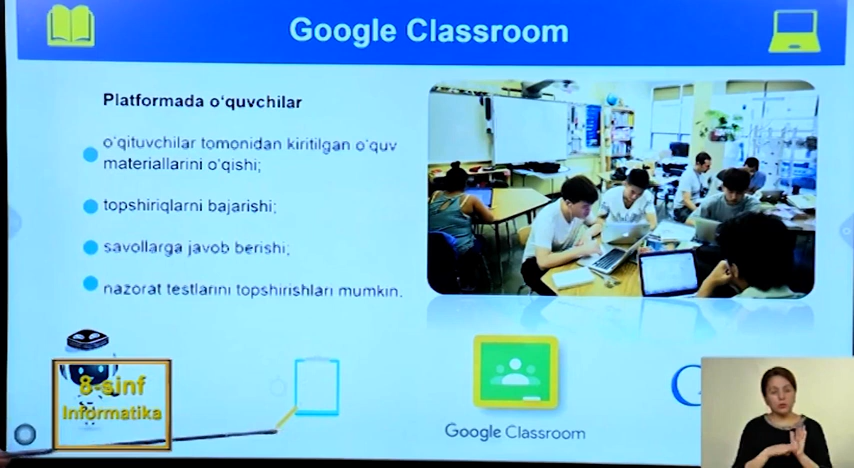 Google Classroom
Platformada o‘quvchilar
o‘qituvchilar tomonidan kiritilgan o‘quv
materiallarini o‘qishi;
topshiriqlarni bajarishi;
savollarga javob berishi;
nazorat testlarini topshirishlari mumkin.
8-sinf
Informatika
Google Classroom
G